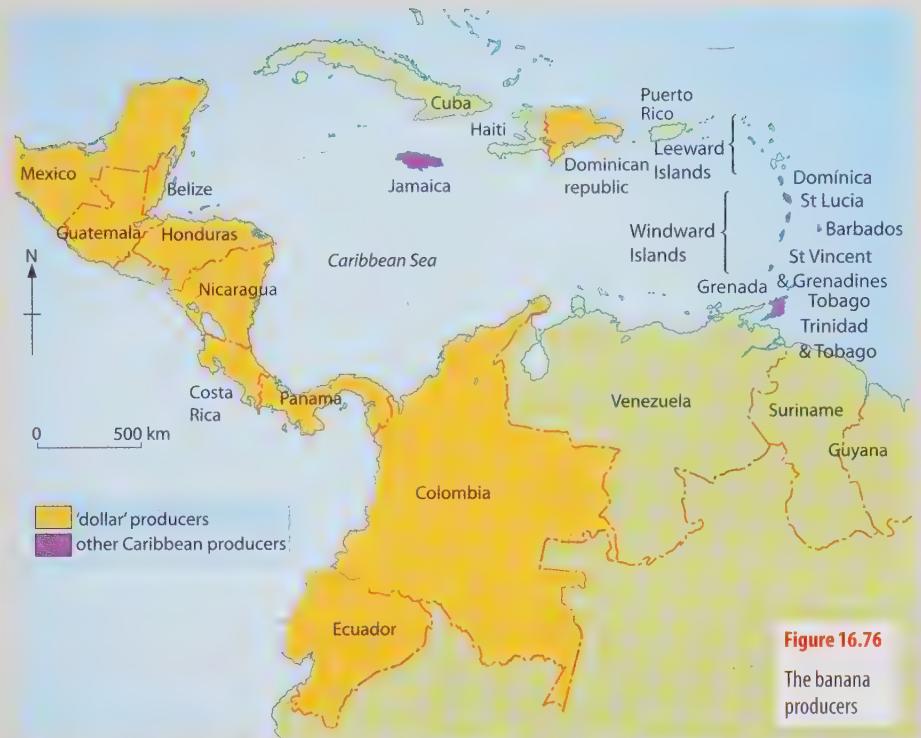 Cuba
Haiti
Puerto
Rico
Leeward
Islands
Dominican
republic
Jamaica
Mexico
Belize
Guatemala
Honduras
Nicaragua
Caribbean Sea
Windward
Islands
Domínica
St Lucia
Barbados
St Vincent
& Grenadines
Grenada
Tobago
Trinidad
& Tobago
N
Costa
Rica
Panama
0 500 km
Venezuela
Suriname
Guyana
Colombia
'dollar' producers
other Caribbean producers
Ecuador
Figure 16.76
The banana
producers